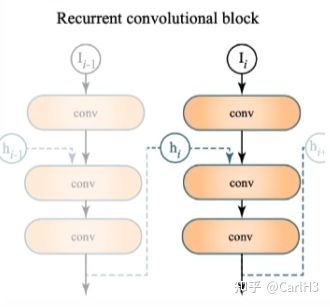 Recurrent convolutional block
I_{i-1} I_i
conv conv
h_{i-1} h_i h_{i+
conv conv
conv conv
知乎 @CarlH3